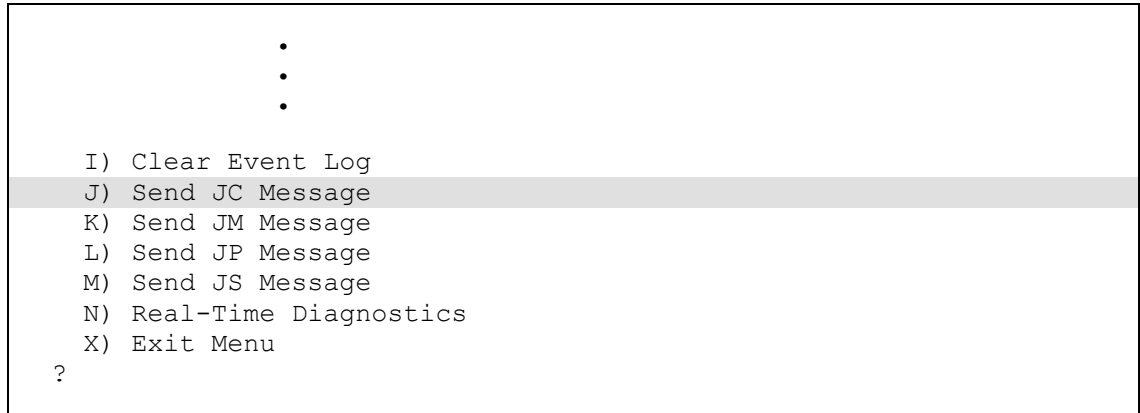 •
•
•
I) Clear Event Log
J) Send JC Message
K) Send JM Message
L) Send JP Message
M) Send JS Message
N) Real-Time Diagnostics
X) Exit Menu
?